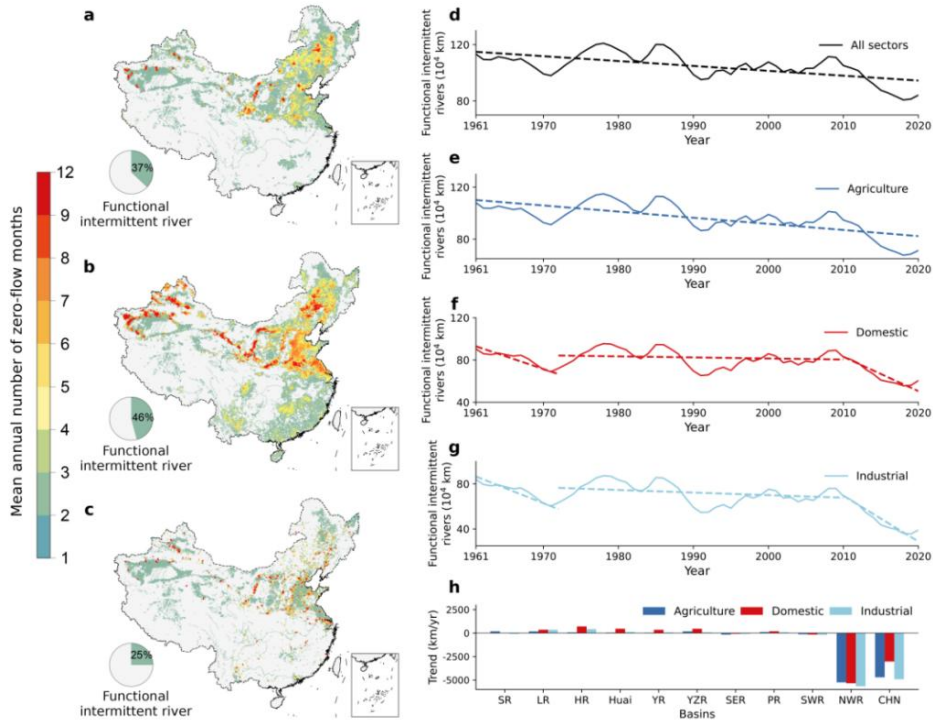 a
37%
Functional
intermittent river
Mean annual number of zero-flow months
12
9
8
7
6
5
4
3
2
1
b
46%
Functional
intermittent river
c
25%
Functional
intermittent river
d
Functional intermittent
rivers (10⁴ km)
120
80
All sectors
1961
1970
1980
1990
2000
2010
2020
Year
e
Functional intermittent
rivers (10⁴ km)
120
80
Agriculture
1961
1970
1980
1990
2000
2010
2020
Year
f
Functional intermittent
rivers (10⁴ km)
120
80
40
Domestic
1961
1970
1980
1990
2000
2010
2020
Year
g
Functional intermittent
rivers (10⁴ km)
80
40
Industrial
1961
1970
1980
1990
2000
2010
2020
Year
h
Trend (km/yr)
2500
0
-2500
-5000
Agriculture
Domestic
Industrial
SR
LR
HR
Huai
YR
YZR
SER
PR
SWR
NWR
CHN
Basins